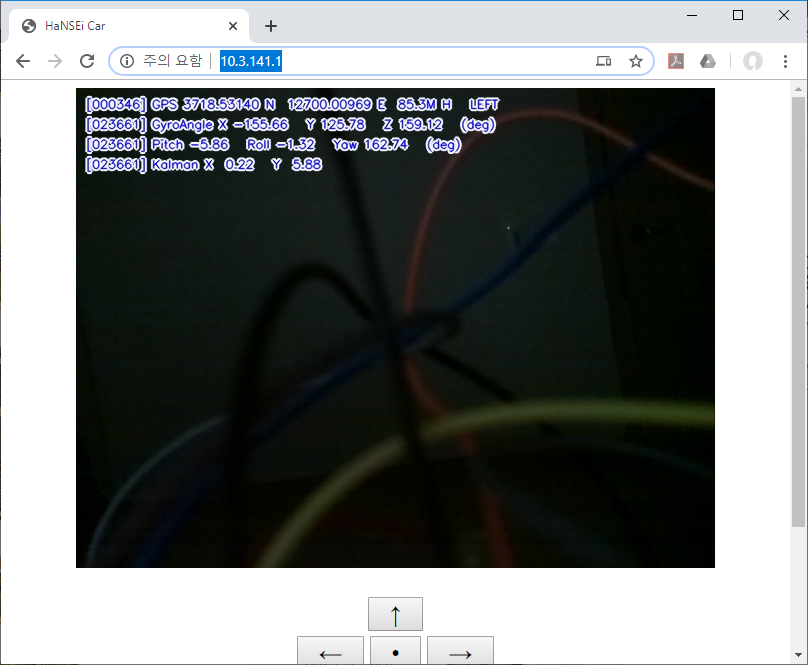 HaNSEi Car
주의 요함 10.3.141.1
[000346] GPS 3718.53140 N 12700.00969 E 85.3M H LEFT
[023661] GyroAngle X -155.66 Y 125.78 Z 159.12 (deg)
[023661] Pitch -5.86 Roll -1.32 Yaw 162.74 (deg)
[023661] Kalman X 0.22 Y 5.88
↑
← • →